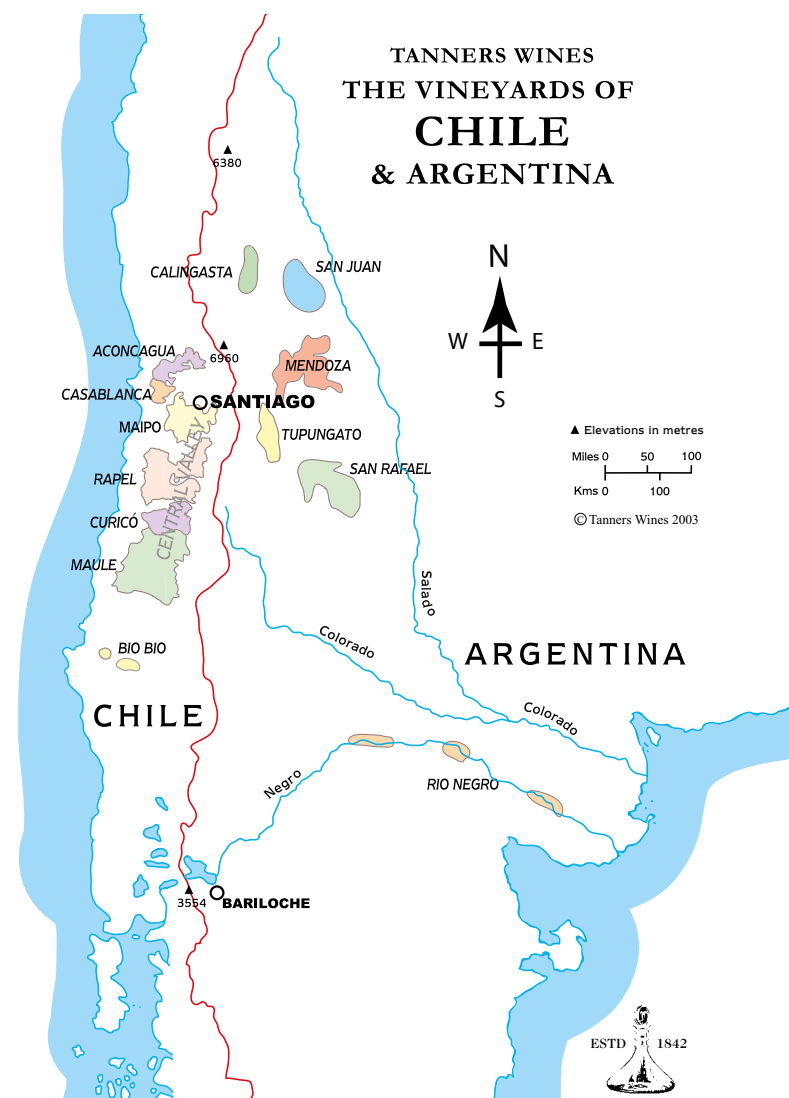 TANNERS WINES
THE VINEYARDS OF
CHILE
& ARGENTINA
6380
N
W E
S
CALINGASTA
SAN JUAN
ACONCAGUA
6960
MENDOZA
CASABLANCA
SANTIAGO
MAIPO
TUPUNGATO
CENTRAL VALLEY
SAN RAFAEL
RAPEL
CURICÓ
MAULE
Elevations in metres
Miles 0 50 100
Kms 0 100
© Tanners Wines 2003
Salado
Colorado
BIO BIO
ARGENTINA
CHILE
Colorado
Negro
RIO NEGRO
3554
BARILOCHE
ESTD 1842